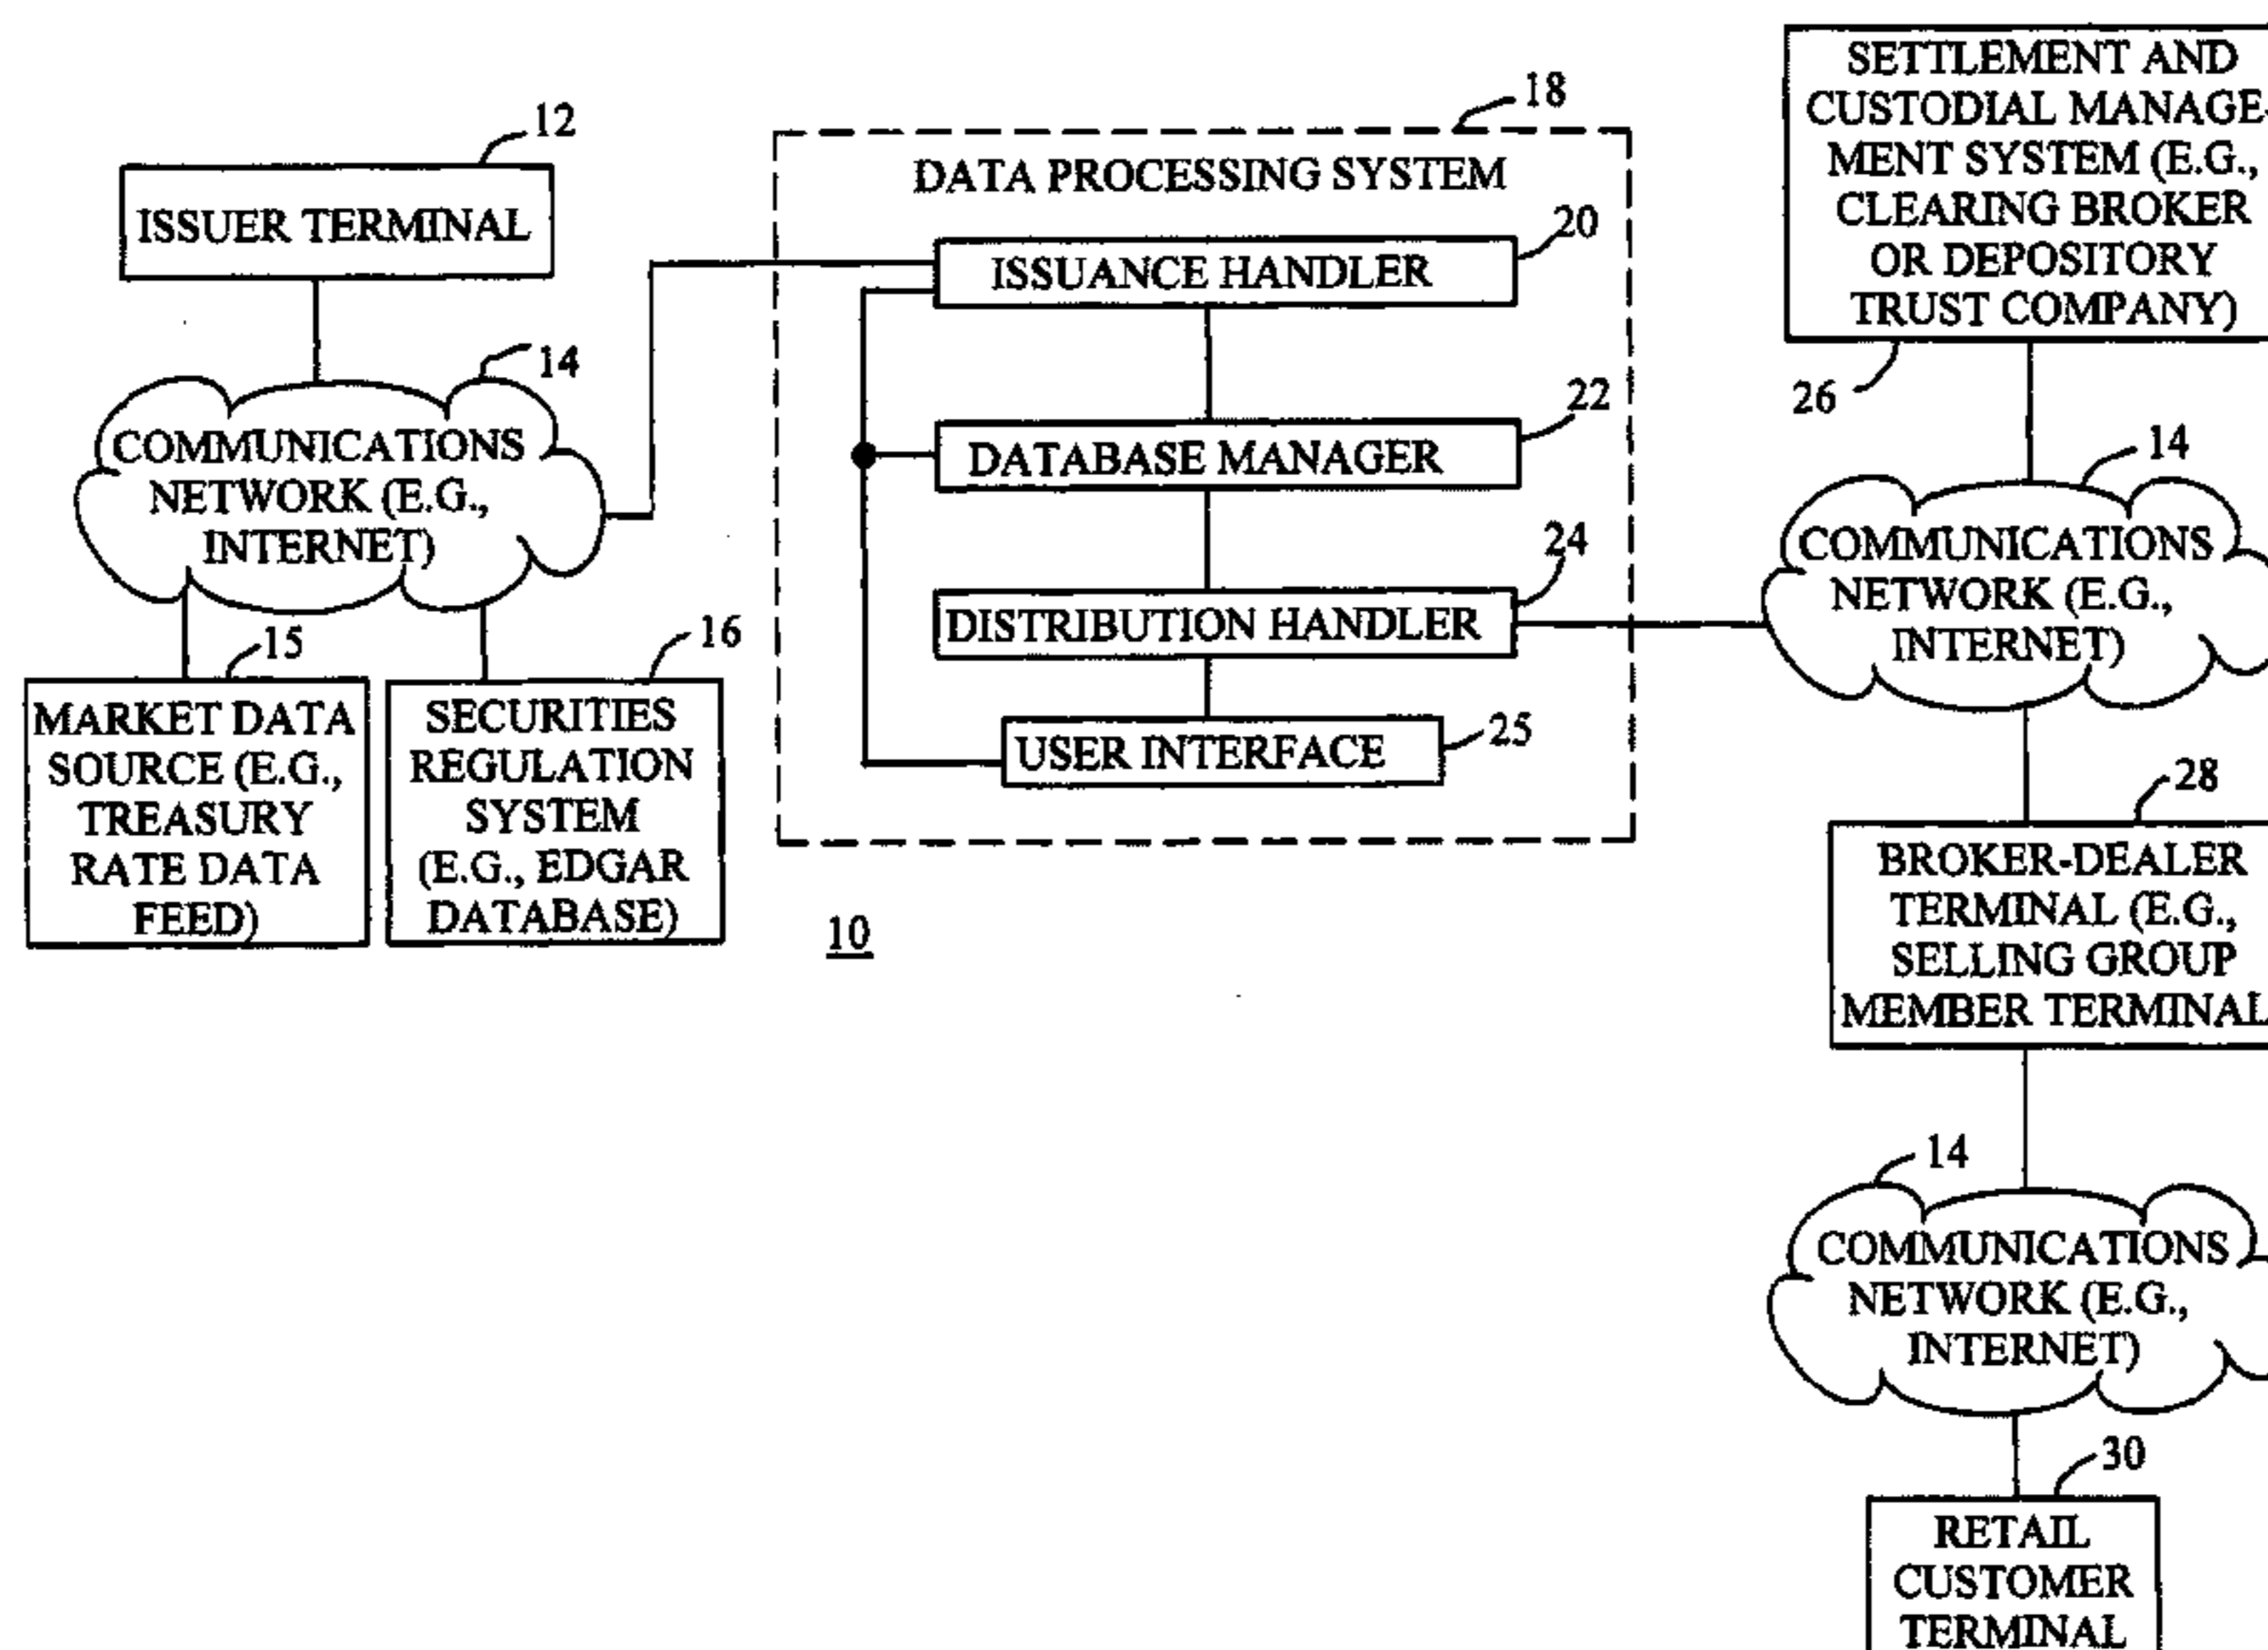 12
ISSUER TERMINAL
14
COMMUNICATIONS
NETWORK (E.G.,
INTERNET)
15
MARKET DATA
SOURCE (E.G.,
TREASURY
RATE DATA
FEED)
16
SECURITIES
REGULATION
SYSTEM
(E.G., EDGAR
DATABASE)
18
DATA PROCESSING SYSTEM
20
ISSUANCE HANDLER
22
DATABASE MANAGER
24
DISTRIBUTION HANDLER
25
USER INTERFACE
10
SETTLEMENT AND
CUSTODIAL MANAGE-
MENT SYSTEM (E.G.,
CLEARING BROKER
OR DEPOSITORY
TRUST COMPANY)
26
14
COMMUNICATIONS
NETWORK (E.G.,
INTERNET)
28
BROKER-DEALER
TERMINAL (E.G.,
SELLING GROUP
MEMBER TERMINAL
14
COMMUNICATIONS
NETWORK (E.G.,
INTERNET)
30
RETAIL
CUSTOMER
TERMINAL